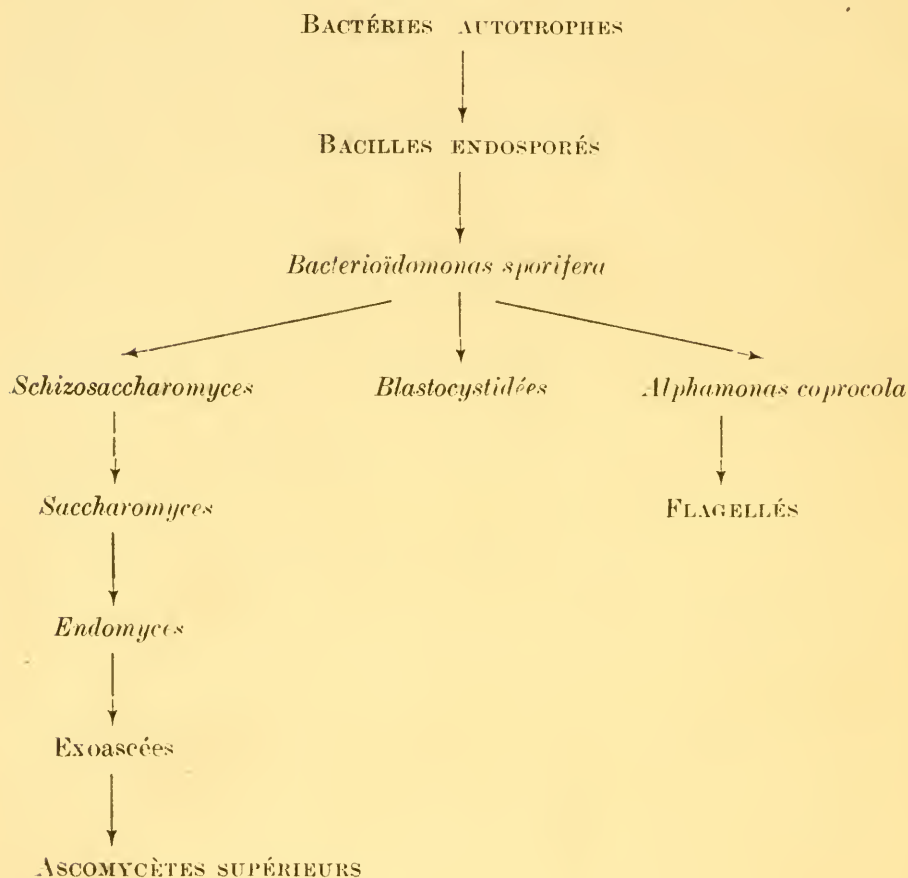 BACTÉRIES AUTOTROPHES
BACILLES ENDOSPORÉS
Bacterioïdomonas sporifera
Schizosaccharomyces Blastocystidées Alphamonas coprocola
Saccharomyces FLAGELLÉS
Endomyces
Exoascées
ASCOMYCÈTES SUPÉRIEURS